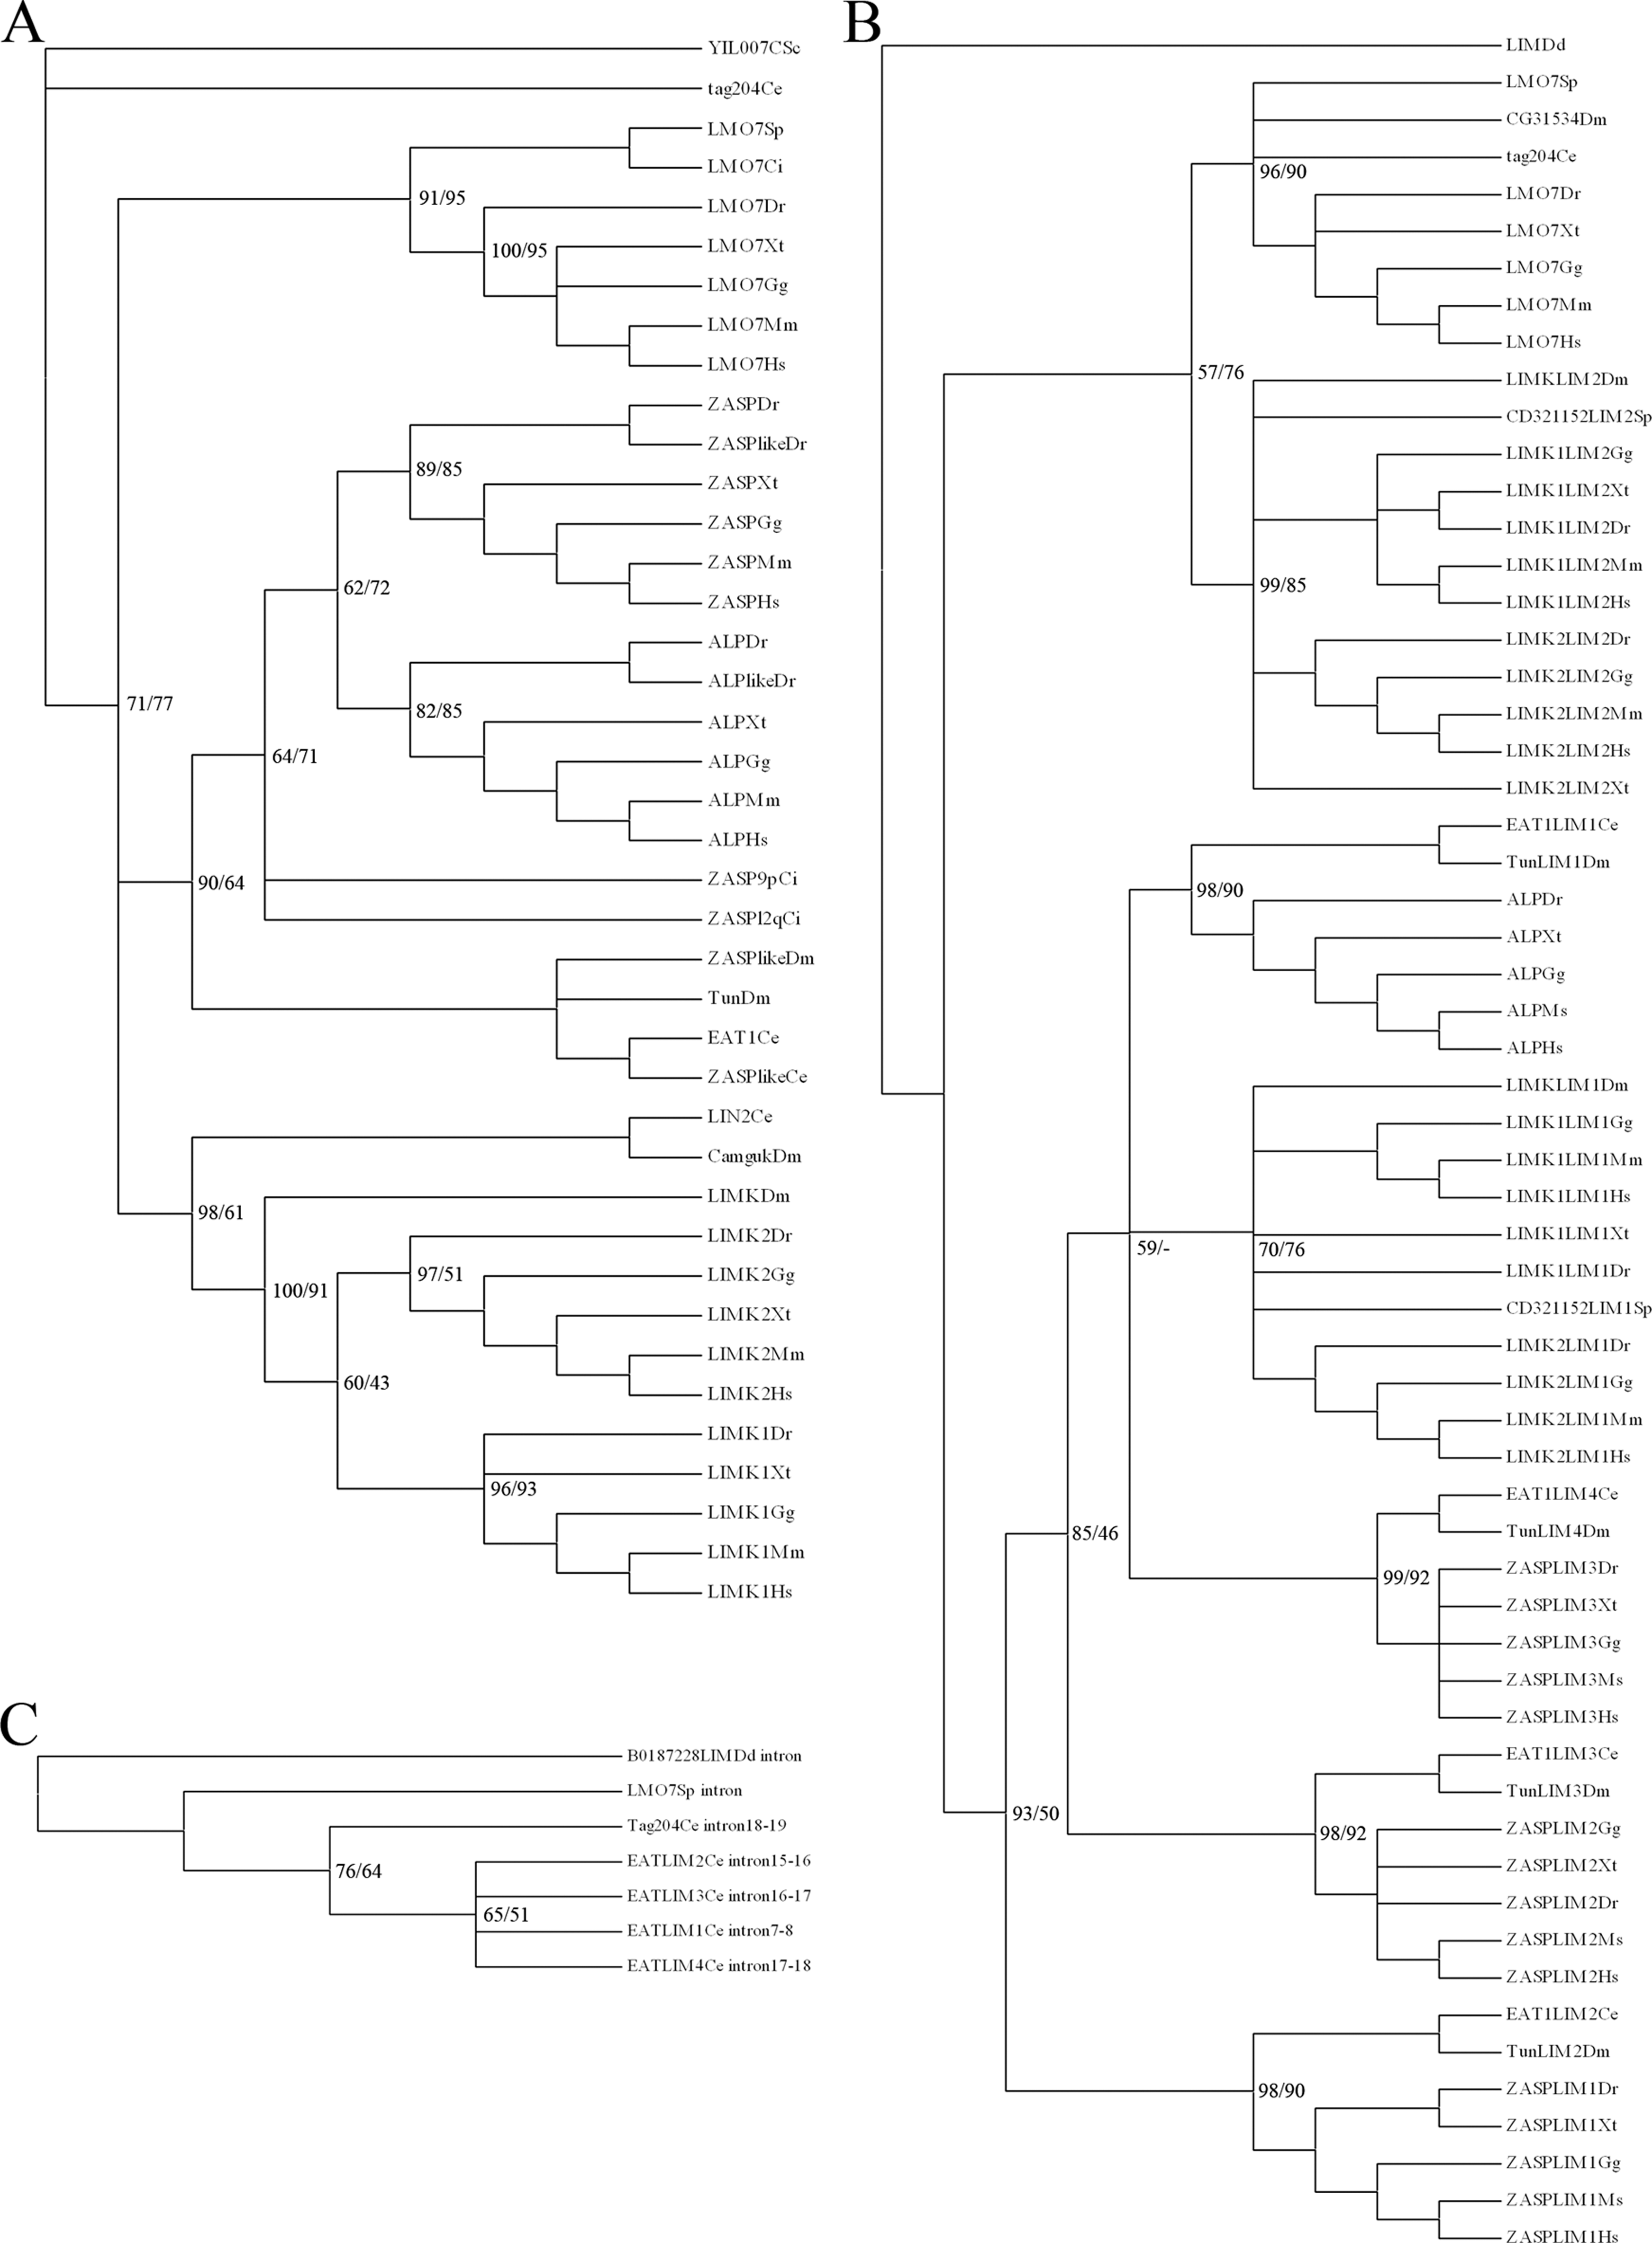 A
YIL007CSc
tag204Ce
LMO7Sp
LMO7Ci
91/95
LMO7Dr
100/95
LMO7Xt
LMO7Gg
LMO7Mm
LMO7Hs
ZASPDr
ZASPlikeDr
89/85
ZASPXt
ZASPGg
ZASPMm
62/72
ZASPHs
ALPDr
ALPlikeDr
71/77
82/85
ALPXt
64/71
ALPGg
ALPMm
ALPHs
90/64
ZASP9pCi
ZASP12qCi
ZASPlikeDm
TunDm
EAT1Ce
ZASPlikeCe
LIN2Ce
CamgukDm
LIMKDm
98/61
LIMK2Dr
97/51
LIMK2Gg
100/91
LIMK2Xt
LIMK2Mm
60/43
LIMK2Hs
LIMK1Dr
LIMK1Xt
96/93
LIMK1Gg
LIMK1Mm
LIMK1Hs
B
LIMDd
LMO7Sp
CG31534Dm
tag204Ce
96/90
LMO7Dr
LMO7Xt
LMO7Gg
LMO7Mm
LMO7Hs
57/76
LIMKLIM2Dm
CD321152LIM2Sp
LIMK1LIM2Gg
LIMK1LIM2Xt
LIMK1LIM2Dr
LIMK1LIM2Mm
99/85
LIMK1LIM2Hs
LIMK2LIM2Dr
LIMK2LIM2Gg
LIMK2LIM2Mm
LIMK2LIM2Hs
LIMK2LIM2Xt
EAT1LIM1Ce
TunLIM1Dm
98/90
ALPDr
ALPXt
ALPGg
ALPMs
ALPHs
LIMKLIM1Dm
LIMK1LIM1Gg
LIMK1LIM1Mm
LIMK1LIM1Hs
LIMK1LIM1Xt
59/-
70/76
LIMK1LIM1Dr
CD321152LIM1Sp
LIMK2LIM1Dr
LIMK2LIM1Gg
LIMK2LIM1Mm
LIMK2LIM1Hs
EAT1LIM4Ce
TunLIM4Dm
85/46
ZASPLIM3Dr
99/92
ZASPLIM3Xt
ZASPLIM3Gg
ZASPLIM3Ms
ZASPLIM3Hs
EAT1LIM3Ce
TunLIM3Dm
93/50
ZASPLIM2Gg
98/92
ZASPLIM2Xt
ZASPLIM2Dr
ZASPLIM2Ms
ZASPLIM2Hs
EAT1LIM2Ce
TunLIM2Dm
ZASPLIM1Dr
98/90
ZASPLIM1Xt
ZASPLIM1Gg
ZASPLIM1Ms
ZASPLIM1Hs
C
B0187228LIMDd intron
LMO7Sp intron
Tag204Ce intron18-19
76/64
EATLIM2Ce intron15-16
EATLIM3Ce intron16-17
65/51
EATLIM1Ce intron7-8
EATLIM4Ce intron17-18